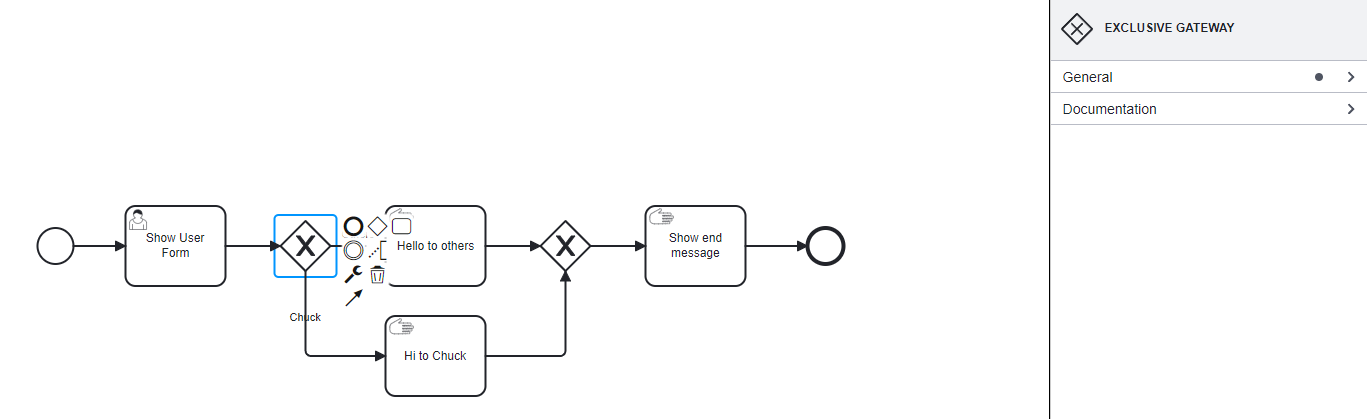 EXCLUSIVE GATEWAY
General
Documentation
Show User
Form
Hello to others
Show end
message
Chuck
Hi to Chuck